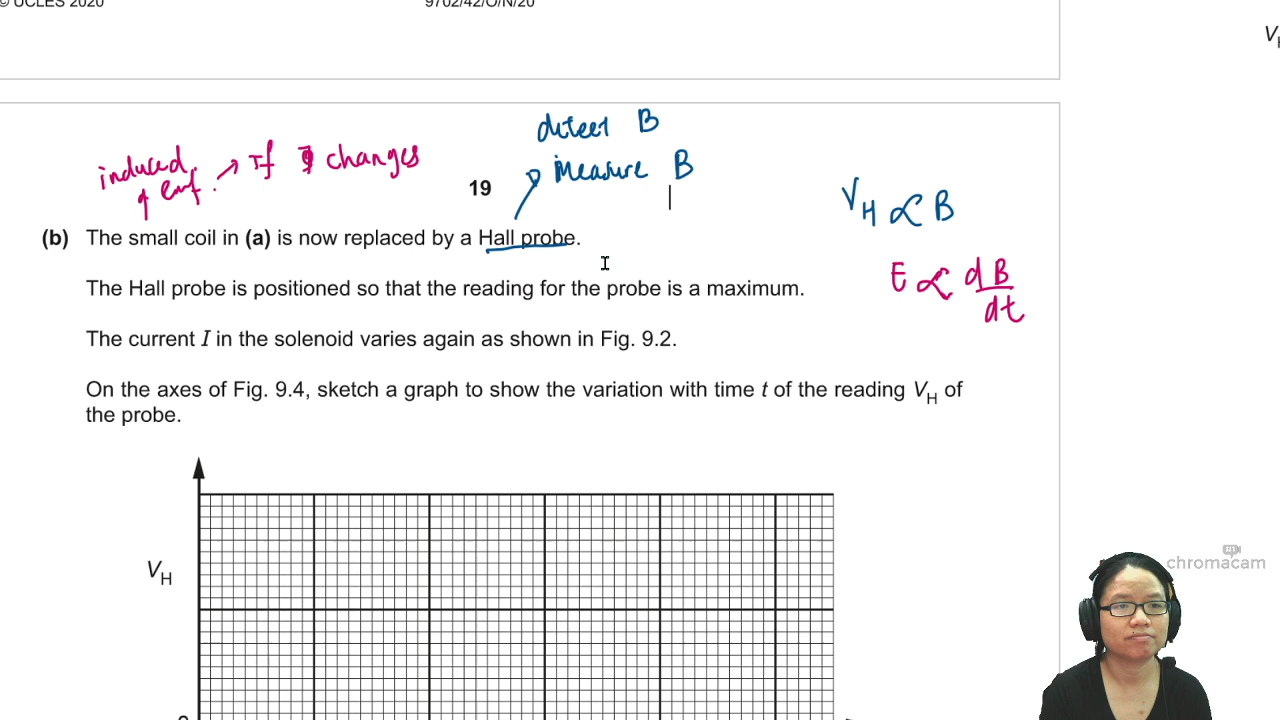 © UCLES 2020
9702/42/O/N/20
V
detect B
measure B
induced emf. → If Φ changes
19
V_H ∝ B
(b) The small coil in (a) is now replaced by a Hall probe.
The Hall probe is positioned so that the reading for the probe is a maximum.
E ∝ dB/dt
The current I in the solenoid varies again as shown in Fig. 9.2.
On the axes of Fig. 9.4, sketch a graph to show the variation with time t of the reading V_H of
the probe.
V_H
chromacam